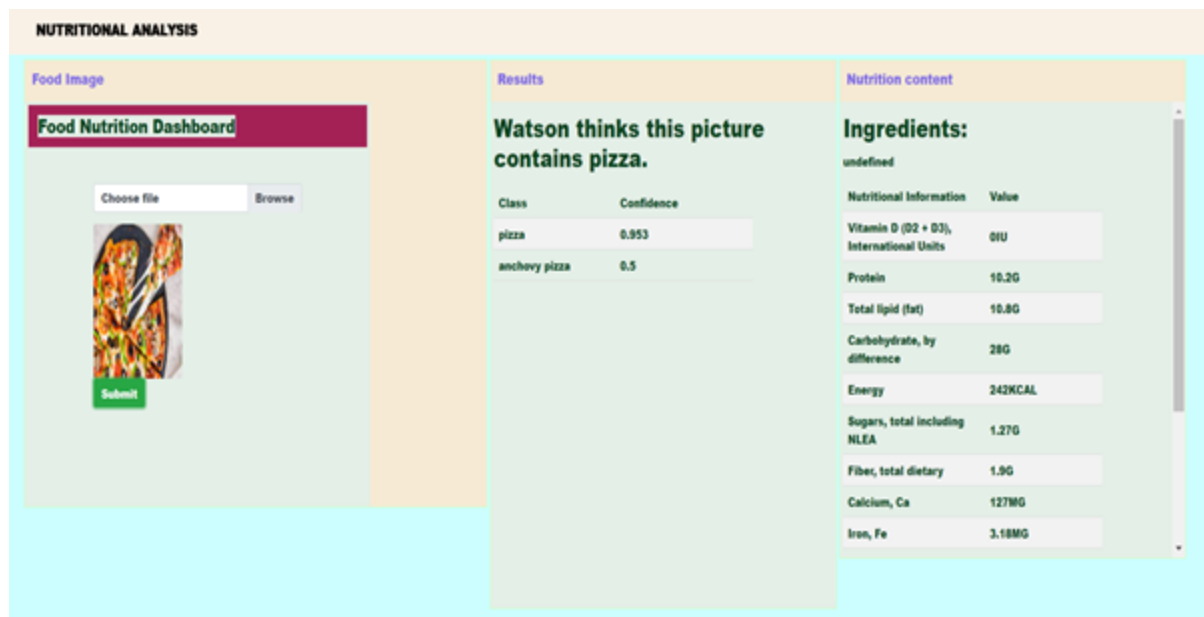 NUTRITIONAL ANALYSIS
Food Image
Food Nutrition Dashboard
Choose file Browse
Submit
Results
Watson thinks this picture
contains pizza.
Class Confidence
pizza 0.953
anchovy pizza 0.5
Nutrition content
Ingredients:
undefined
Nutritional Information Value
Vitamin D (D2 + D3),
International Units 0IU
Protein 10.2G
Total lipid (fat) 10.8G
Carbohydrate, by
difference 28G
Energy 242KCAL
Sugars, total including
NLEA 1.27G
Fiber, total dietary 1.9G
Calcium, Ca 127MG
Iron, Fe 3.18MG